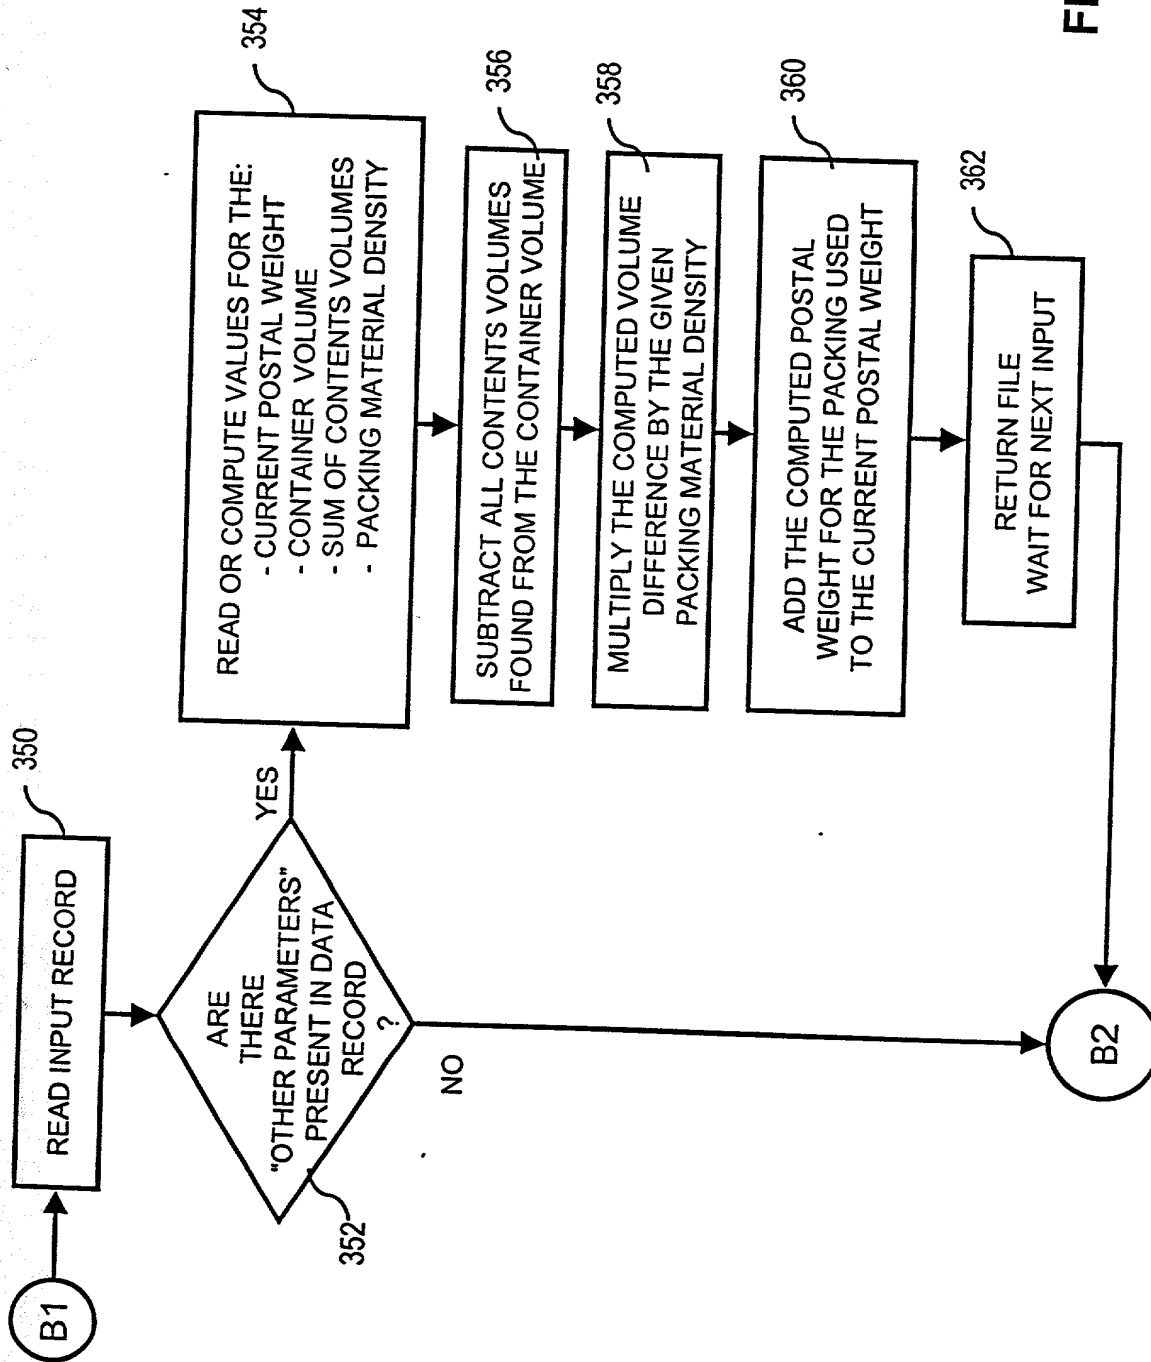 B1
READ INPUT RECORD
350
ARE
THERE
"OTHER PARAMETERS"
PRESENT IN DATA
RECORD
?
352
YES
NO
READ OR COMPUTE VALUES FOR THE:
- CURRENT POSTAL WEIGHT
- CONTAINER VOLUME
- SUM OF CONTENTS VOLUMES
- PACKING MATERIAL DENSITY
354
SUBTRACT ALL CONTENTS VOLUMES
FOUND FROM THE CONTAINER VOLUME
356
MULTIPLY THE COMPUTED VOLUME
DIFFERENCE BY THE GIVEN
PACKING MATERIAL DENSITY
358
ADD THE COMPUTED POSTAL
WEIGHT FOR THE PACKING USED
TO THE CURRENT POSTAL WEIGHT
360
RETURN FILE
WAIT FOR NEXT INPUT
362
B2